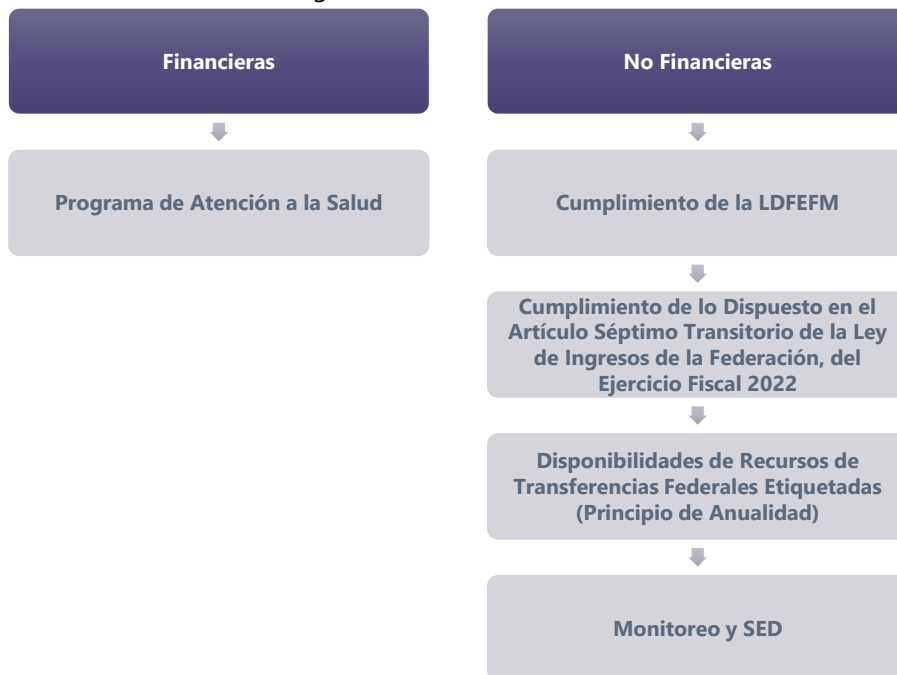 Financieras
No Financieras
Programa de Atención a la Salud
Cumplimiento de la LDFEFM
Cumplimiento de lo Dispuesto en el
Artículo Séptimo Transitorio de la Ley
de Ingresos de la Federación, del
Ejercicio Fiscal 2022
Disponibilidades de Recursos de
Transferencias Federales Etiquetadas
(Principio de Anualidad)
Monitoreo y SED